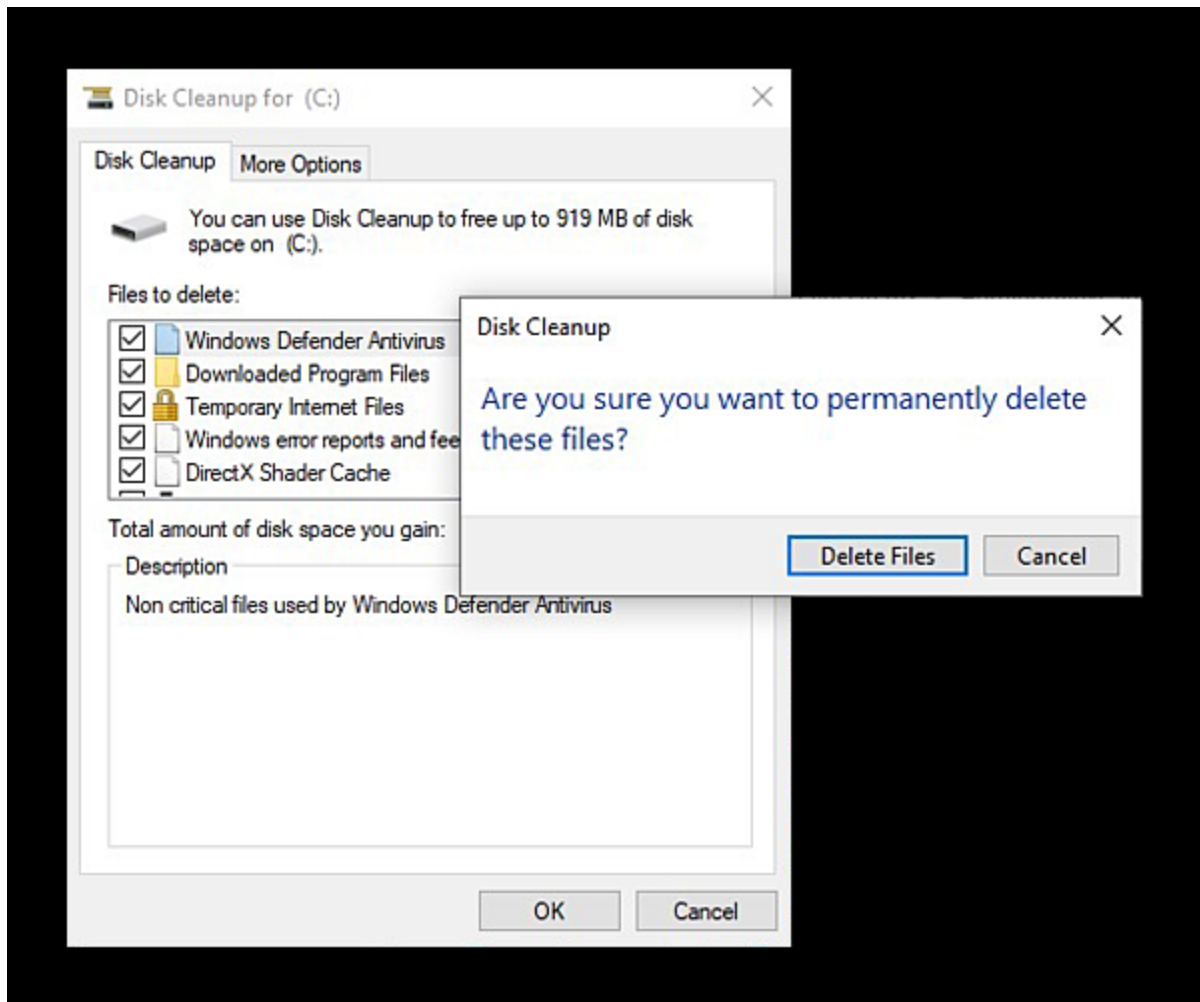 Disk Cleanup for (C:)
Disk Cleanup
More Options
You can use Disk Cleanup to free up to 919 MB of disk
space on (C:).
Files to delete:
Windows Defender Antivirus
Downloaded Program Files
Temporary Internet Files
Windows error reports and fee
DirectX Shader Cache
Total amount of disk space you gain:
Description
Non critical files used by Windows Defender Antivirus
OK
Cancel
Disk Cleanup
Are you sure you want to permanently delete
these files?
Delete Files
Cancel